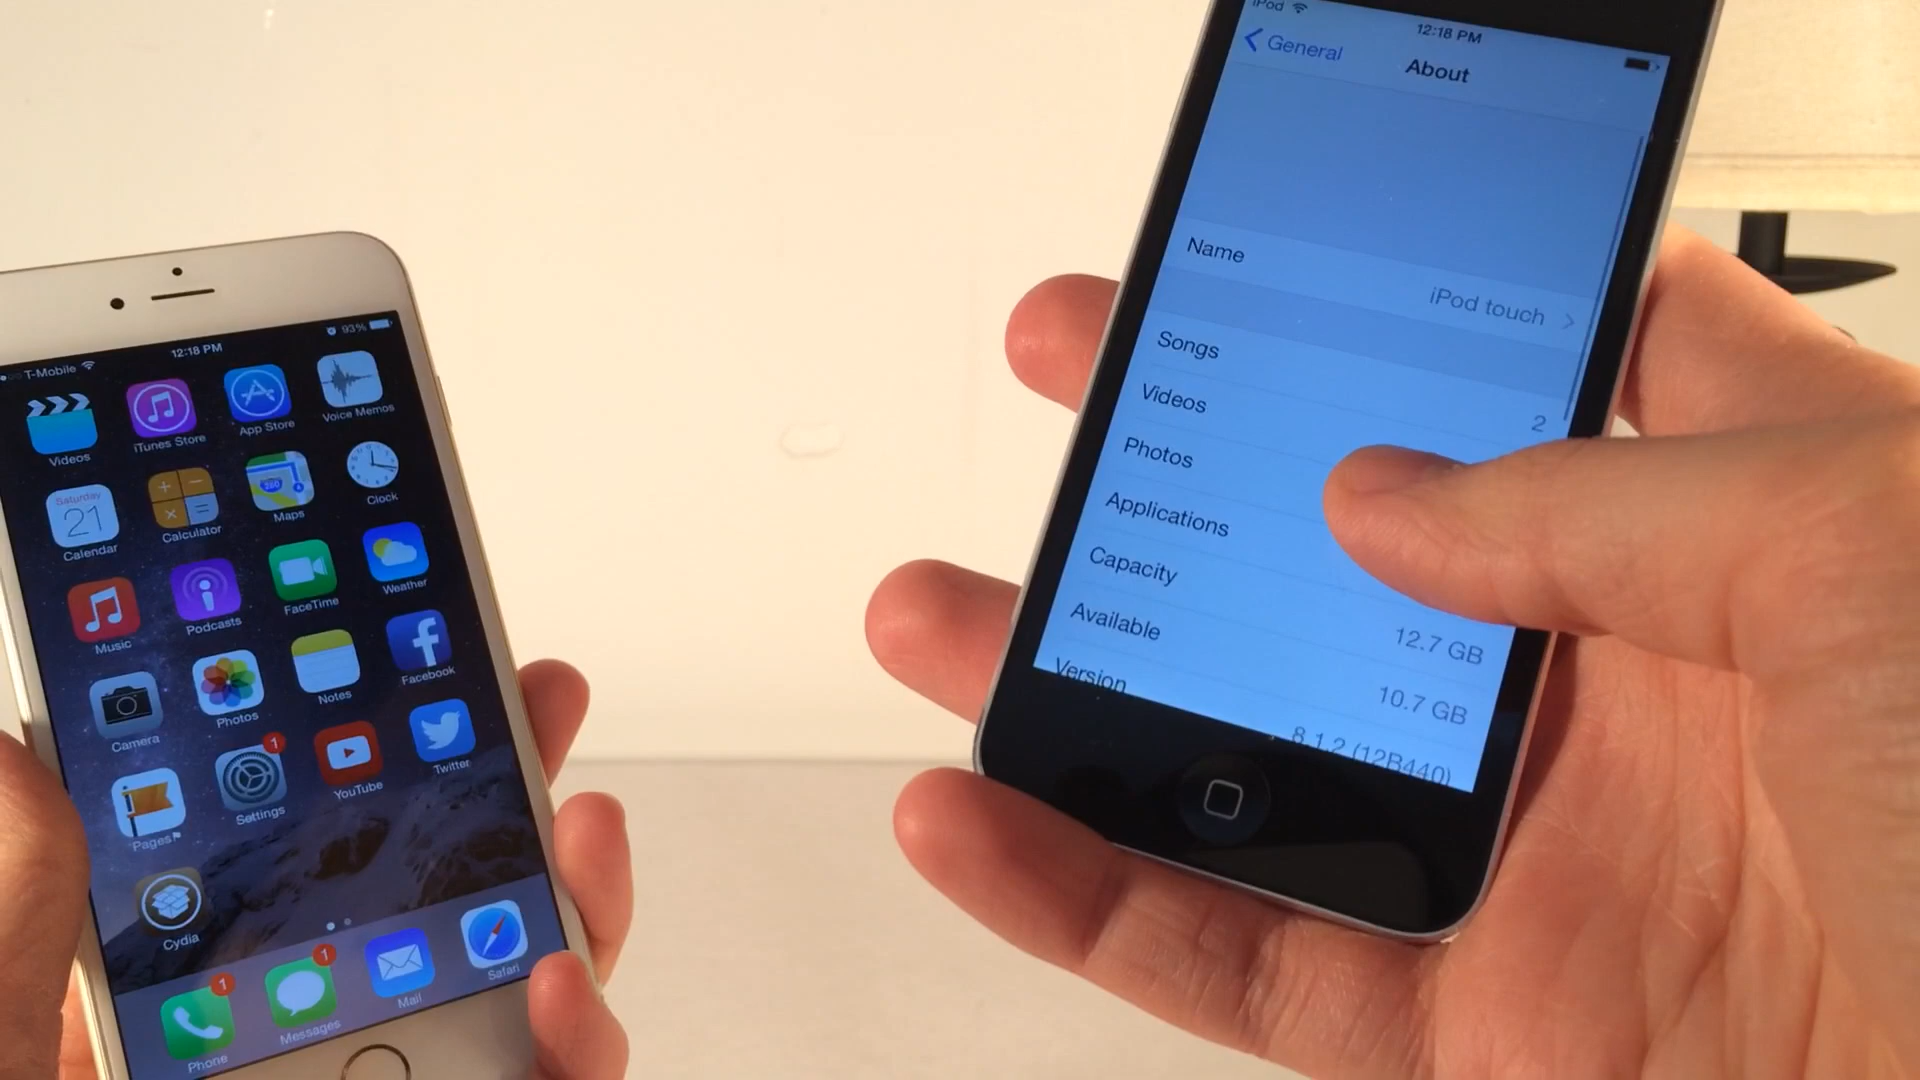 T-Mobile 12:18 PM 93%
Videos iTunes Store App Store Voice Memos
Saturday
21
Calendar Calculator Maps Clock
280
Music Podcasts FaceTime Weather
Camera Photos Notes Facebook
1
Pages Settings YouTube Twitter
Cydia
1 1
Phone Messages Mail Safari
iPod 12:18 PM
General About
Name iPod touch
Songs
Videos 2
Photos
Applications
Capacity 12.7 GB
Available 10.7 GB
Version 8.1.2 (12B440)